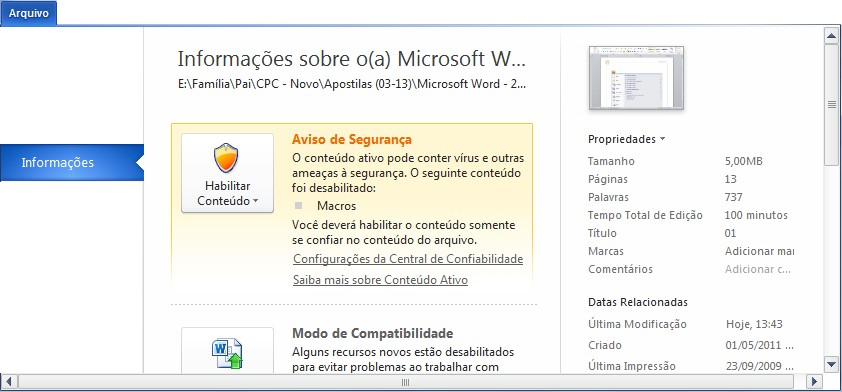 Arquivo
Informações
Informações sobre o(a) Microsoft W...
E:\Família\Pai\CPC - Novo\Apostilas (03-13)\Microsoft Word - 2...
Habilitar
Conteúdo
Aviso de Segurança
O conteúdo ativo pode conter vírus e outras
ameaças à segurança. O seguinte conteúdo
foi desabilitado:
Macros
Você deverá habilitar o conteúdo somente
se confiar no conteúdo do arquivo.
Configurações da Central de Confiabilidade
Saiba mais sobre Conteúdo Ativo
Modo de Compatibilidade
Alguns recursos novos estão desabilitados
para evitar problemas ao trabalhar com
Propriedades
Tamanho 5,00MB
Páginas 13
Palavras 737
Tempo Total de Edição 100 minutos
Título 01
Marcas Adicionar mar
Comentários Adicionar c...
Datas Relacionadas
Última Modificação Hoje, 13:43
Criado 01/05/2011 ...
Última Impressão 23/09/2009 ...